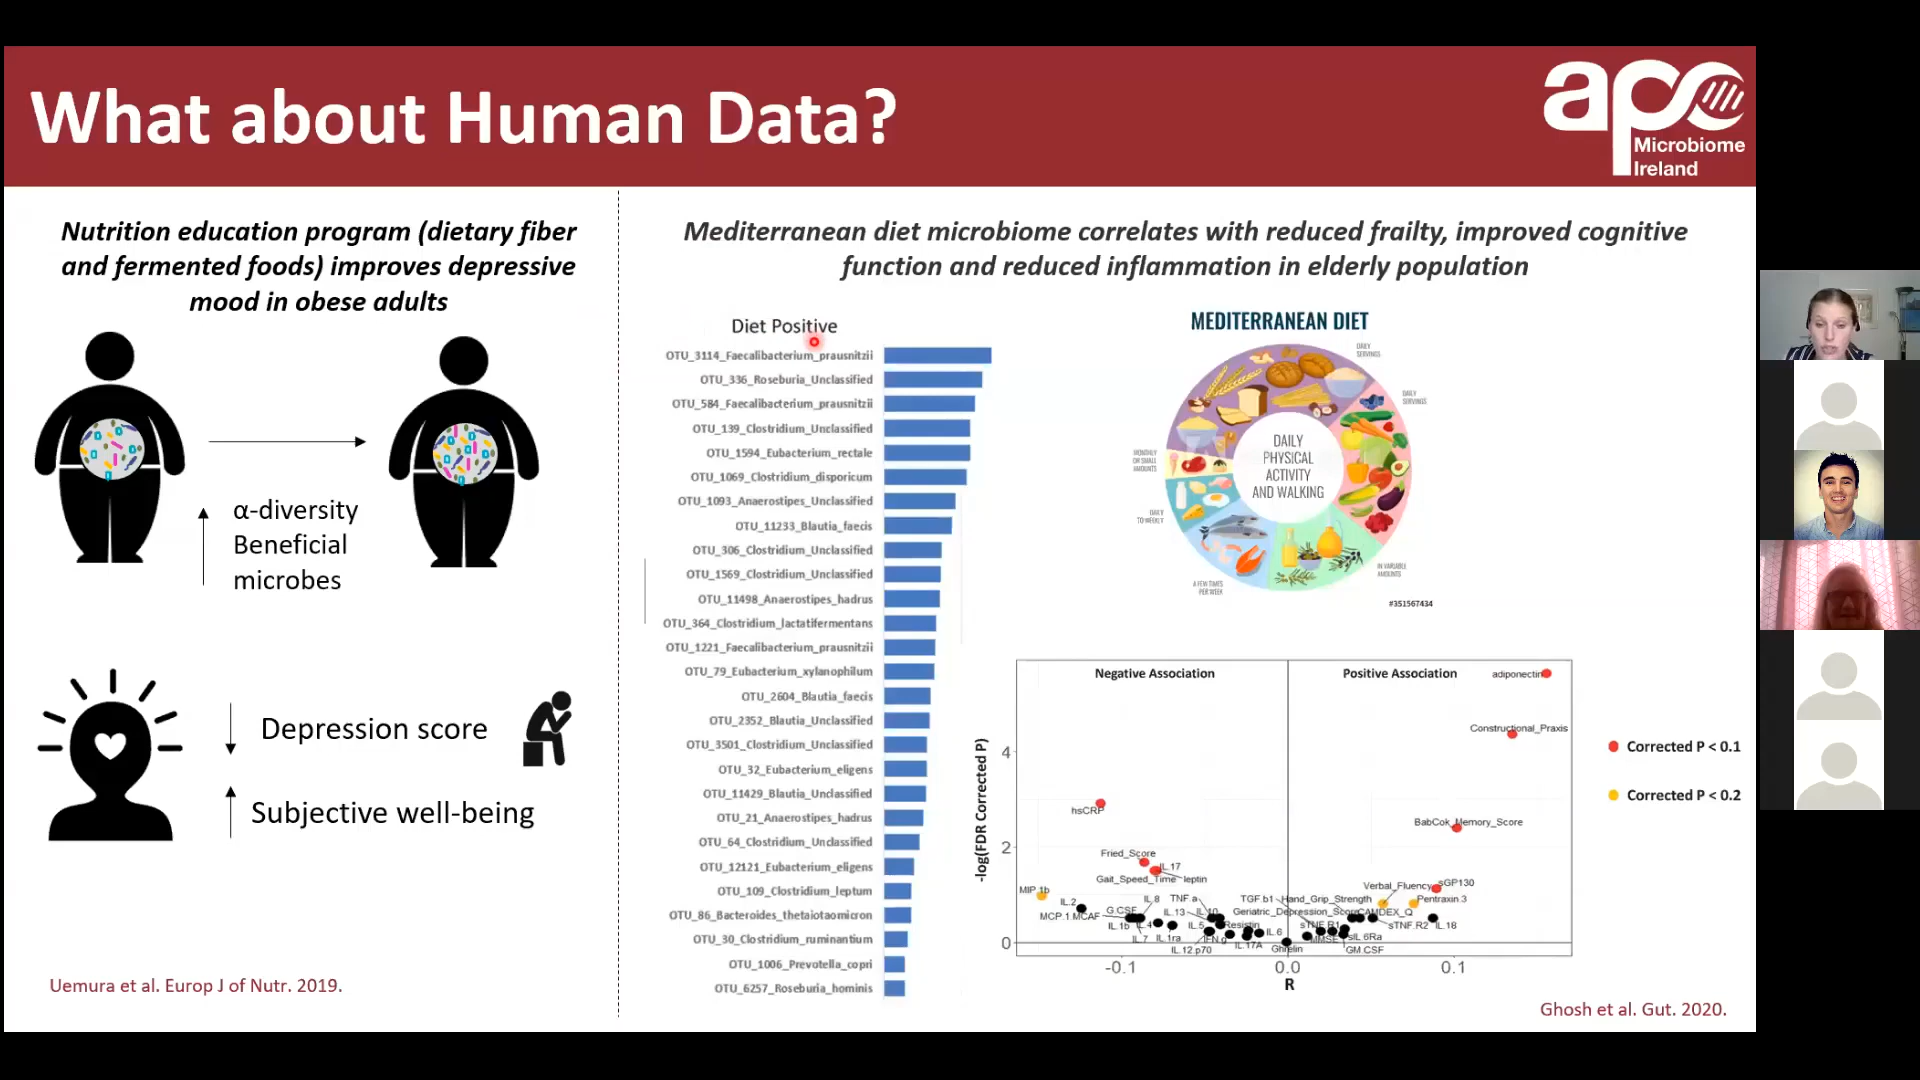 What about Human Data?
apc
Microbiome
Ireland
Nutrition education program (dietary fiber
and fermented foods) improves depressive
mood in obese adults
α-diversity
Beneficial
microbes
Depression score
Subjective well-being
Uemura et al. Europ J of Nutr. 2019.
Mediterranean diet microbiome correlates with reduced frailty, improved cognitive
function and reduced inflammation in elderly population
Diet Positive
OTU_3114_Faecalibacterium_prausnitzii
OTU_336_Roseburia_Unclassified
OTU_584_Faecalibacterium_prausnitzii
OTU_139_Clostridium_Unclassified
OTU_1594_Eubacterium_rectale
OTU_1069_Clostridium_disporicum
OTU_1093_Anaerostipes_Unclassified
OTU_11233_Blautia_faecis
OTU_306_Clostridium_Unclassified
OTU_1569_Clostridium_Unclassified
OTU_11498_Anaerostipes_hadrus
OTU_364_Clostridium_lactatifermentans
OTU_1221_Faecalibacterium_prausnitzii
OTU_79_Eubacterium_xylanophilum
OTU_2604_Blautia_faecis
OTU_2352_Blautia_Unclassified
OTU_3501_Clostridium_Unclassified
OTU_32_Eubacterium_eligens
OTU_11429_Blautia_Unclassified
OTU_21_Anaerostipes_hadrus
OTU_64_Clostridium_Unclassified
OTU_12121_Eubacterium_eligens
OTU_109_Clostridium_leptum
OTU_86_Bacteroides_thetaiotaomicron
OTU_30_Clostridium_ruminantium
OTU_1006_Prevotella_copri
OTU_6257_Roseburia_hominis
MEDITERRANEAN DIET
DAILY
SERVINGS
DAILY
SERVINGS
MONTHLY
OR SMALL
AMOUNTS
DAILY
PHYSICAL
ACTIVITY
AND WALKING
DAILY
TO WEEKLY
IN VARIABLE
AMOUNTS
A FEW TIMES
PER WEEK
#351567434
Negative Association
Positive Association
adiponectin
Constructional_Praxis
hsCRP
BabCok_Memory_Score
Fried_Score
IL.17
Gait_Speed_Time
leptin
Verbal_Fluency
sGP130
MIP.1b
IL.2
IL.8
TNF.a
TGF.b1
Hand_Grip_Strength
Pentraxin.3
MCP.1.MCAF
G.CSF
IL.13
IL.10
Geriatric_Depression_Score
CAMDEX_Q
IL.1b
IL.4
IL.5
Resistin
IL.6
sTNF.R1
sTNF.R2
IL.18
IL.7
IL.1ra
IFN.g
IL.17A
MMSE
sIL.6Ra
IL.12.p70
Ghrelin
GM.CSF
-log(FDR Corrected P)
4
2
0
-0.1
0.0
0.1
R
Corrected P < 0.1
Corrected P < 0.2
Ghosh et al. Gut. 2020.